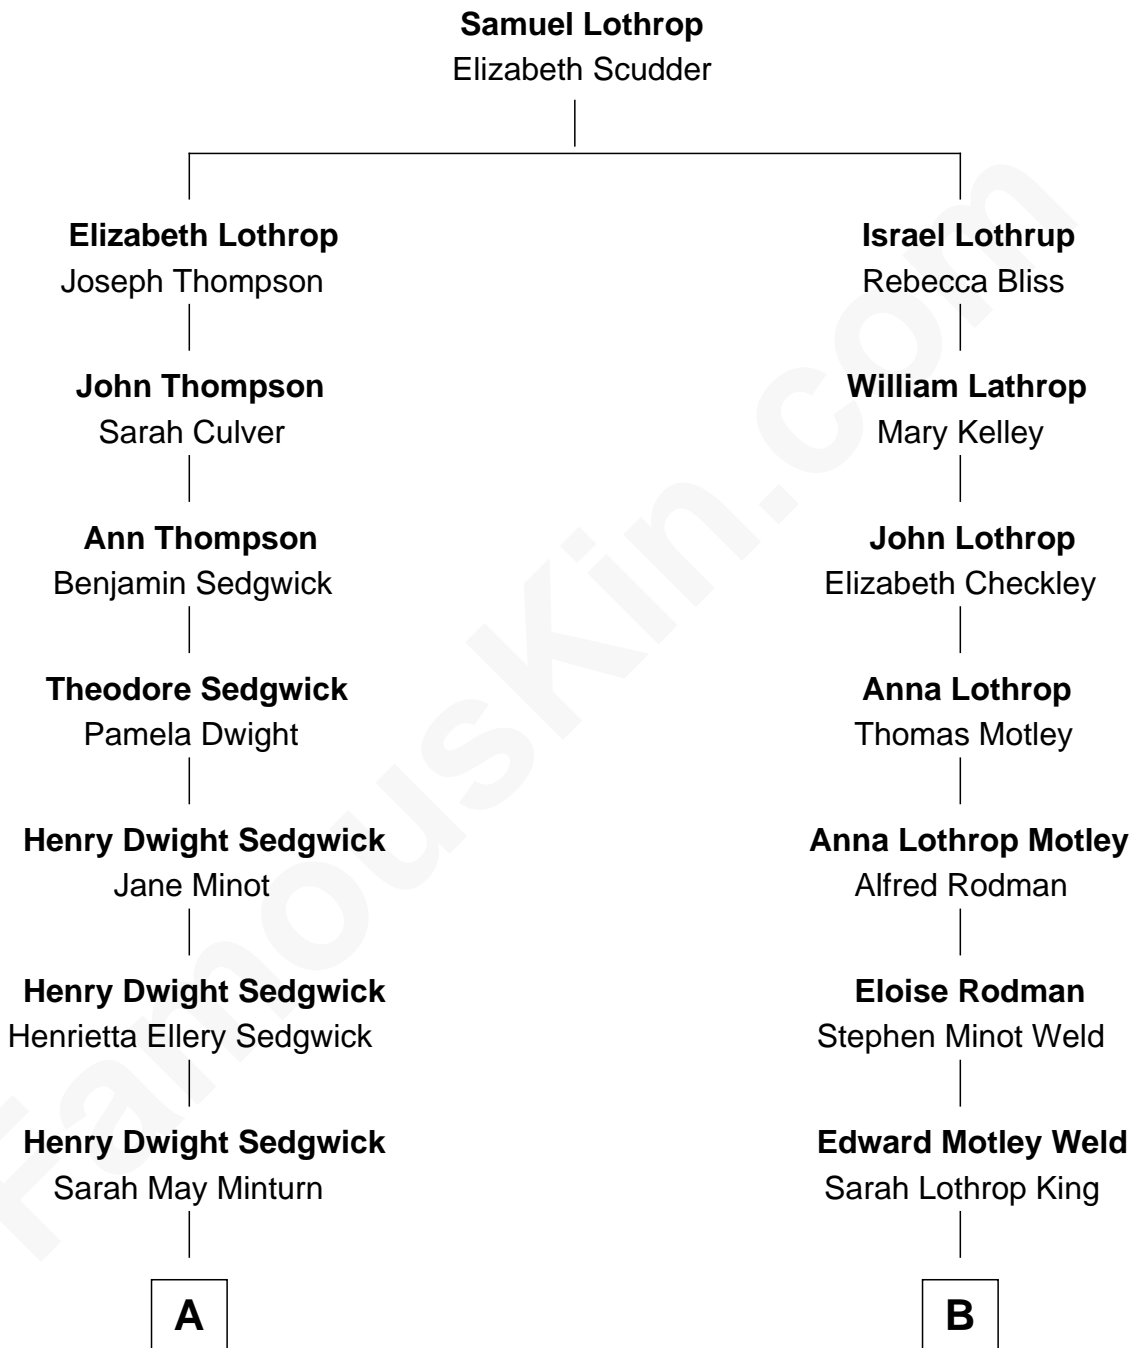 Samuel Lothrop
Elizabeth Scudder
Elizabeth Lothrop
Joseph Thompson
John Thompson
Sarah Culver
Ann Thompson
Benjamin Sedgwick
Theodore Sedgwick
Pamela Dwight
Henry Dwight Sedgwick
Jane Minot
Henry Dwight Sedgwick
Henrietta Ellery Sedgwick
Henry Dwight Sedgwick
Sarah May Minturn
A
Israel Lothrup
Rebecca Bliss
William Lathrop
Mary Kelley
John Lothrop
Elizabeth Checkley
Anna Lothrop
Thomas Motley
Anna Lothrop Motley
Alfred Rodman
Eloise Rodman
Stephen Minot Weld
Edward Motley Weld
Sarah Lothrop King
B
FamousKin.com